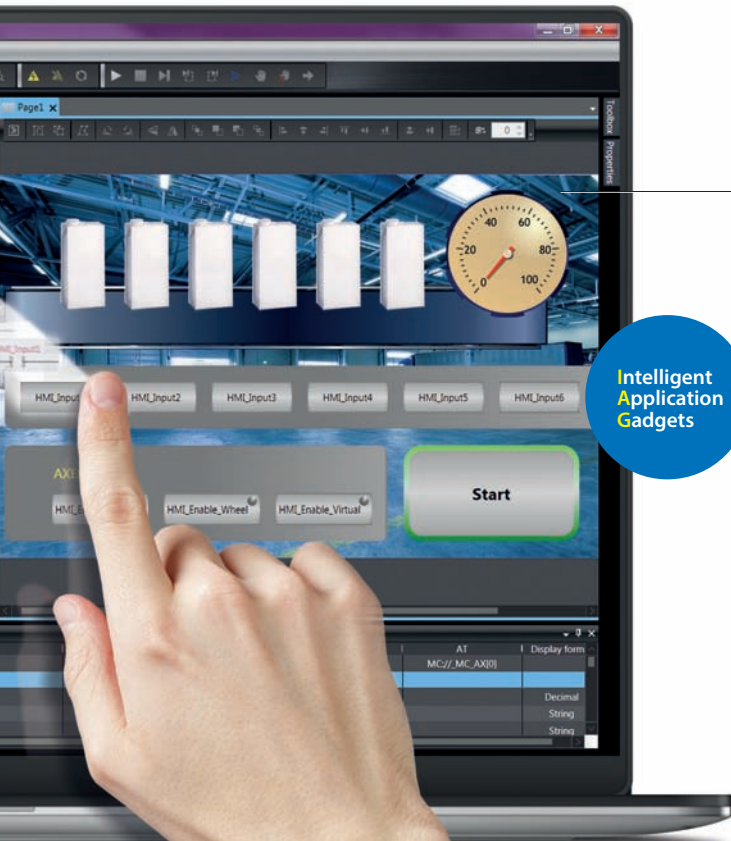 Page1
Toolbox
Properties
0
40 60
20 80
0 100
HMI_Input2 HMI_Input3 HMI_Input4 HMI_Input5 HMI_Input6
Intelligent
Application
Gadgets
Start
HMI_Enable_Wheel HMI_Enable_Virtual
AT Display form
MC://_MC_AX[0]
Decimal
String
String